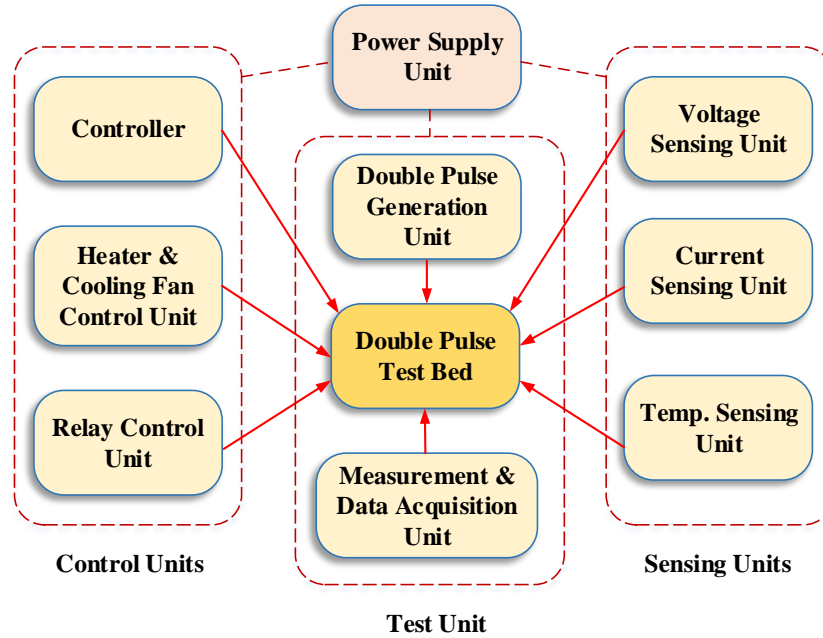 Power Supply
Unit
Controller
Heater &
Cooling Fan
Control Unit
Relay Control
Unit
Control Units
Double Pulse
Generation
Unit
Double Pulse
Test Bed
Measurement &
Data Acquisition
Unit
Test Unit
Voltage
Sensing Unit
Current
Sensing Unit
Temp. Sensing
Unit
Sensing Units